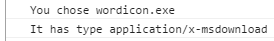 You chose wordicon.exe
It has type application/x-msdownload